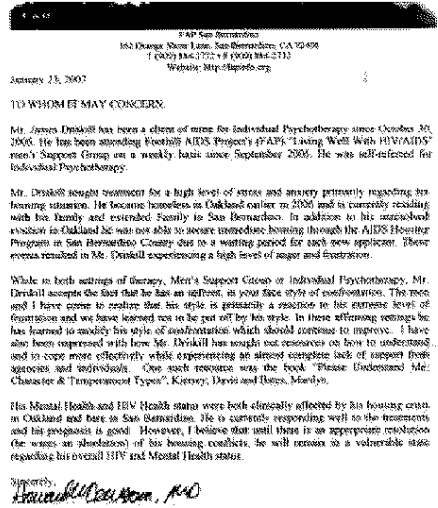 FAP San Bernardino
Orange Show Lane, San Bernardino, CA 92408
Website:
January 23, 2007
TO WHOM IT MAY CONCERN:
Mr. James Driskill has been a client of mine for Individual Psychotherapy since October 30,
2006. He has been attending Foothill AIDS Project's (FAP) "Living Well With HIV/AIDS"
men's Support Group on a weekly basis since September 2006. He was self-referred for
Individual Psychotherapy.
Mr. Driskill sought treatment for a high level of stress and anxiety primarily regarding his
housing situation. He became homeless in Oakland earlier in 2006 and is currently residing
with his family and extended Family in San Bernardino. In addition to his unresolved
eviction in Oakland he was not able to secure immediate housing through the AIDS Housing
Program in San Bernardino County due to a waiting period for each new applicant. These
events resulted in Mr. Driskill experiencing a high level of anger and frustration.
While in both settings of therapy, Men's Support Group or Individual Psychotherapy, Mr.
Driskill accepts the fact that he has an upfront, in your face style of confrontation. The men
and I have come to realize that his style is primarily a reaction to his extreme level of
frustration and we have learned not to be put off by his style. In these affirming settings he
has learned to modify his style of confrontation which should continue to improve. I have
also been impressed with how Mr. Driskill has sought out resources on how to understand
and to cope more effectively while experiencing an almost complete lack of support from
agencies and individuals. One such resource was the book "Please Understand Me:
Character & Temperament Types", Kiersey, David and Bates, Marilyn.
His Mental Health and HIV Health status were both clinically affected by his housing crisis
in Oakland and here in San Bernardino. He is currently responding well to the treatments
and his prognosis is good. However, I believe that until there is an appropriate resolution
(he wants an absolution) of his housing conflicts, he will remain in a vulnerable state
regarding his overall HIV and Mental Health status.
Sincerely,